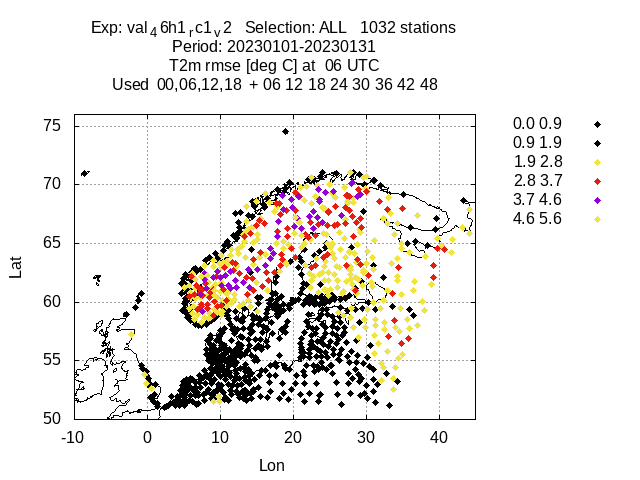 Exp: val4 6h1rc1v2 Selection: ALL 1032 stations
Period: 20230101-20230131
T2m rmse [deg C] at 06 UTC
Used 00,06,12,18 + 06 12 18 24 30 36 42 48
0.0 0.9
0.9 1.9
1.9 2.8
2.8 3.7
3.7 4.6
4.6 5.6
75
70
65
60
55
50
Lat
-10 0 10 20 30 40
Lon